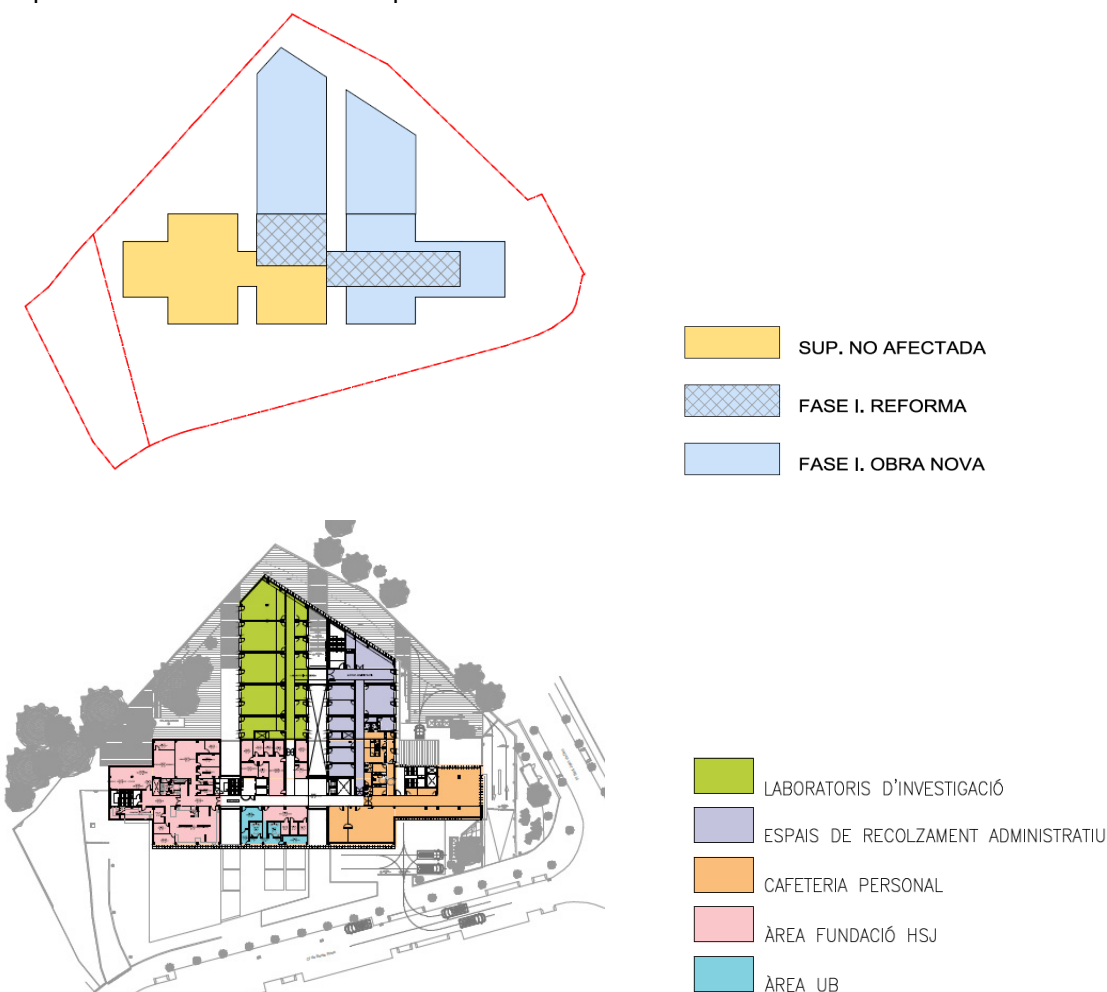 SUP. NO AFECTADA
FASE I. REFORMA
FASE I. OBRA NOVA
LABORATORIS D'INVESTIGACIÓ
ESPAIS DE RECOLZAMENT ADMINISTRATIU
CAFETERIA PERSONAL
ÀREA FUNDACIÓ HSJ
ÀREA UB